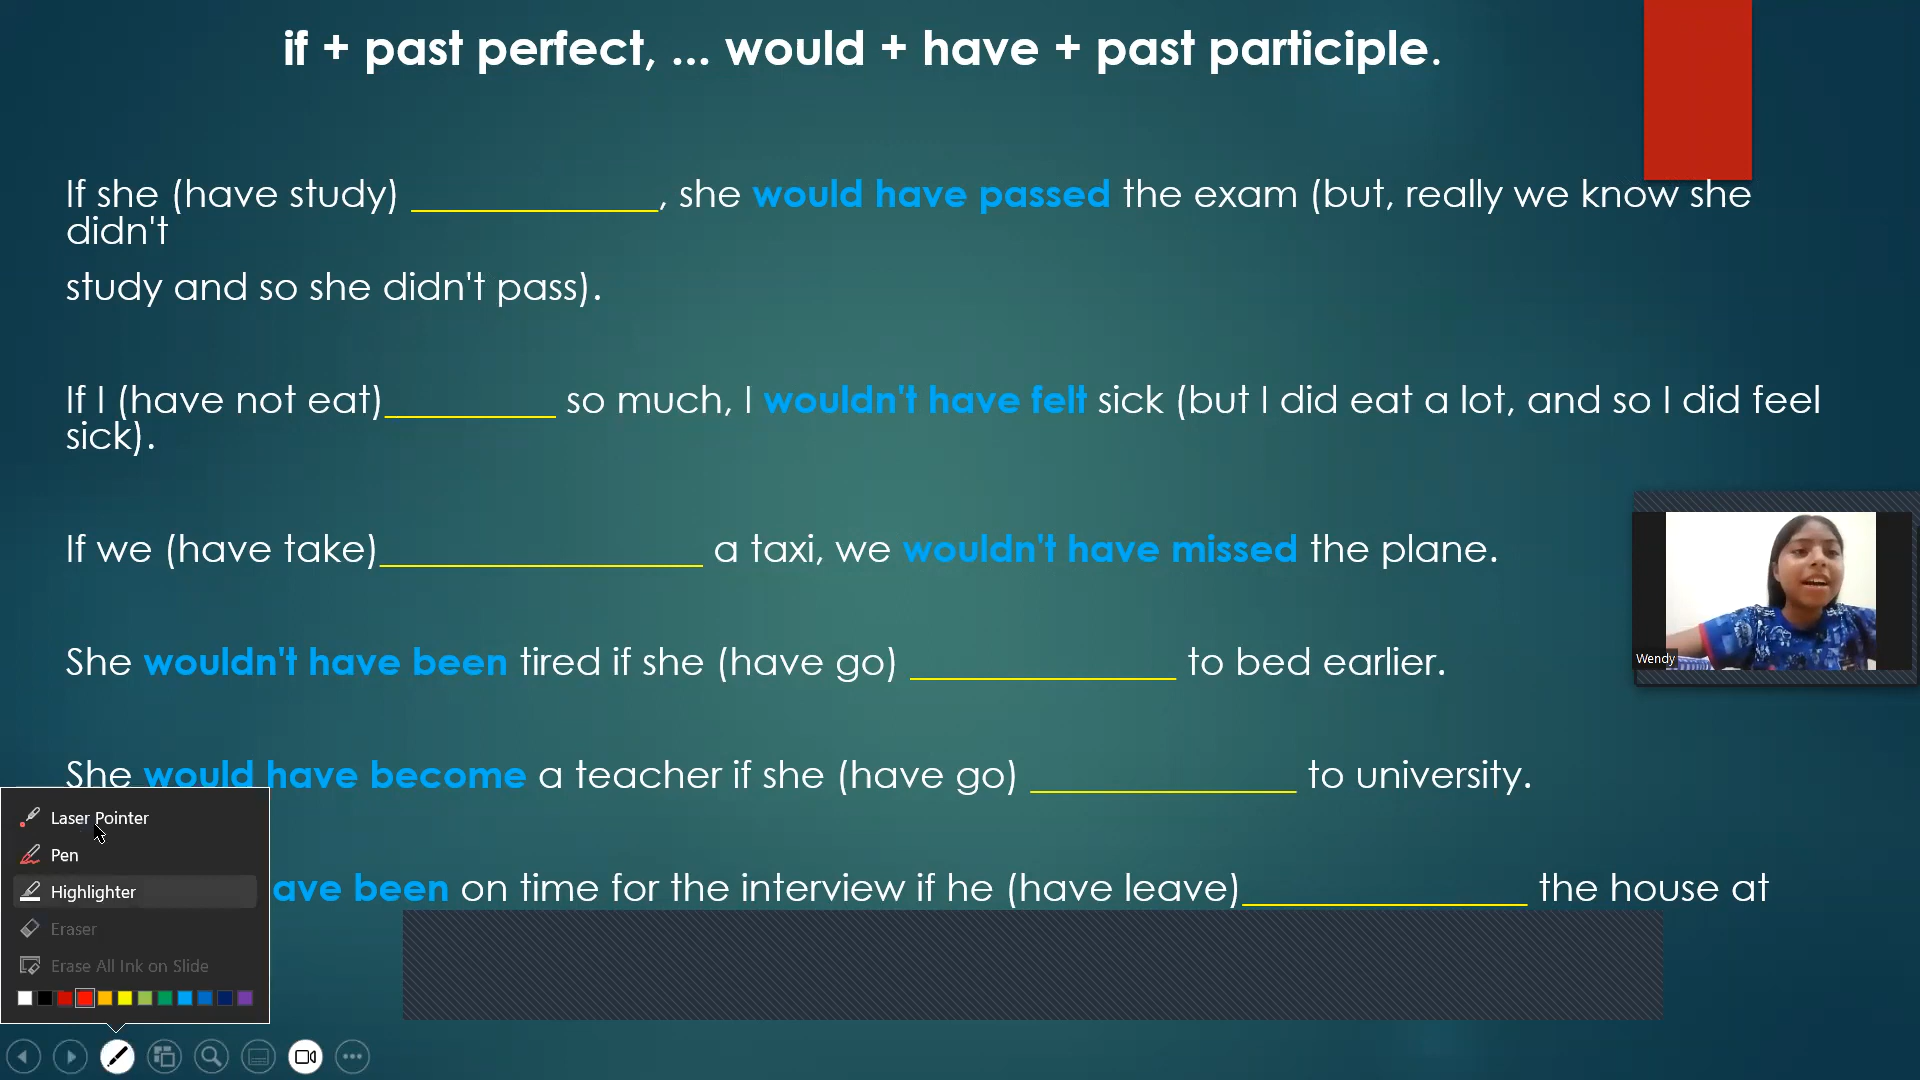 if + past perfect, ... would + have + past participle.
If she (have study) ____________, she would have passed the exam (but, really we know she
didn't
study and so she didn't pass).
If I (have not eat)_________ so much, I wouldn't have felt sick (but I did eat a lot, and so I did feel
sick).
If we (have take)_________________ a taxi, we wouldn't have missed the plane.
Wendy
She wouldn't have been tired if she (have go) ______________ to bed earlier.
She would have become a teacher if she (have go) ______________ to university.
ave been on time for the interview if he (have leave)_______________ the house at
Laser Pointer
Pen
Highlighter
Eraser
Erase All Ink on Slide